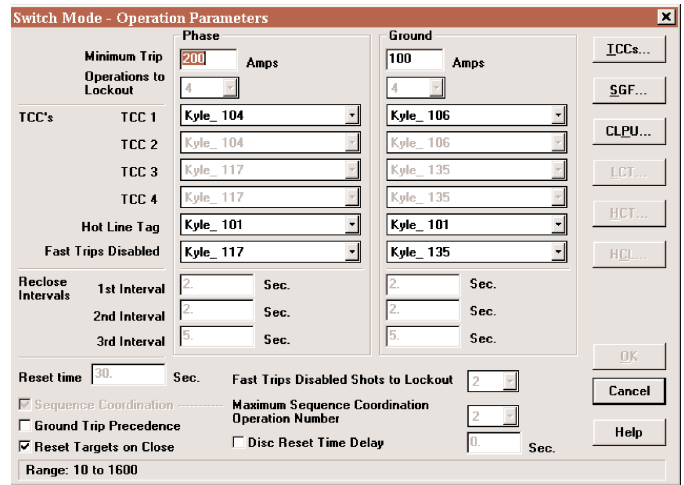 Switch Mode - Operation Parameters
Phase Ground
Minimum Trip 200 Amps 100 Amps TCCs...
Operations to
Lockout 4 4 SGF...
TCC's TCC 1 Kyle_ 104 Kyle_ 106
CLPU...
TCC 2 Kyle_ 104 Kyle_ 106
TCC 3 Kyle_ 117 Kyle_ 135 LCT...
TCC 4 Kyle_ 117 Kyle_ 135
HCT...
Hot Line Tag Kyle_ 101 Kyle_ 101
Fast Trips Disabled Kyle_ 117 Kyle_ 135 HCL...
Reclose
Intervals 1st Interval 2. Sec. 2. Sec.
2nd Interval 2. Sec. 2. Sec.
3rd Interval 5. Sec. 5. Sec.
OK
Reset time 30. Sec. Fast Trips Disabled Shots to Lockout 2
Cancel
Sequence Coordination Maximum Sequence Coordination
Operation Number 2
Ground Trip Precedence
Help
Reset Targets on Close Disc Reset Time Delay 0. Sec.
Range: 10 to 1600